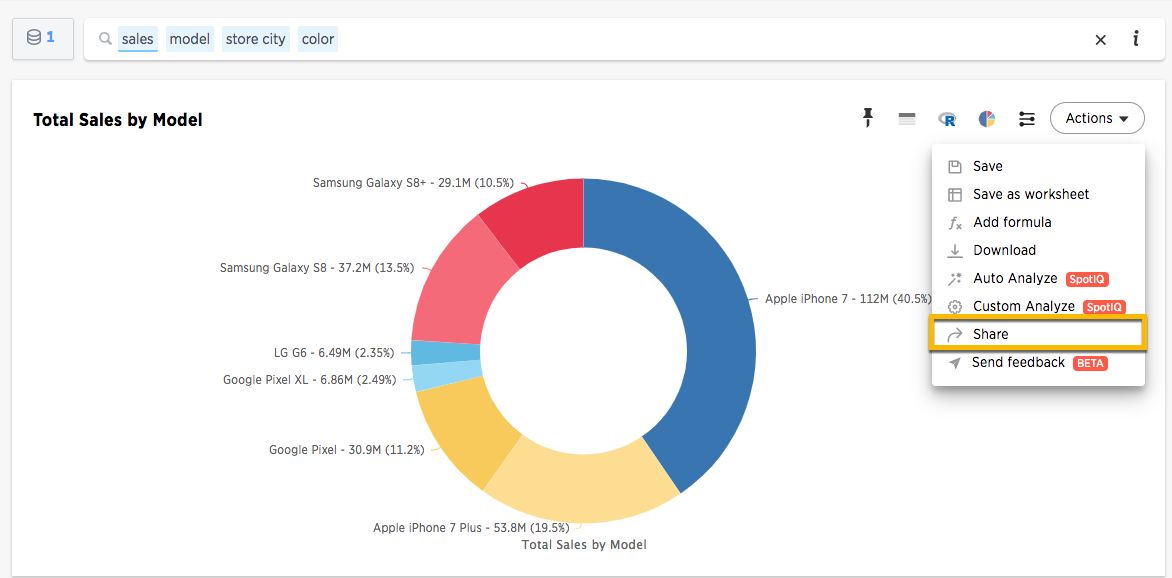 1
sales model store city color
i
Total Sales by Model
R
Actions
Save
Save as worksheet
Add formula
Download
Auto Analyze SpotIQ
Custom Analyze SpotIQ
Share
Send feedback BETA
Samsung Galaxy S8+ - 29.1M (10.5%)
Samsung Galaxy S8 - 37.2M (13.5%)
Apple iPhone 7 - 112M (40.5%)
LG G6 - 6.49M (2.35%)
Google Pixel XL - 6.86M (2.49%)
Google Pixel - 30.9M (11.2%)
Apple iPhone 7 Plus - 53.8M (19.5%)
Total Sales by Model